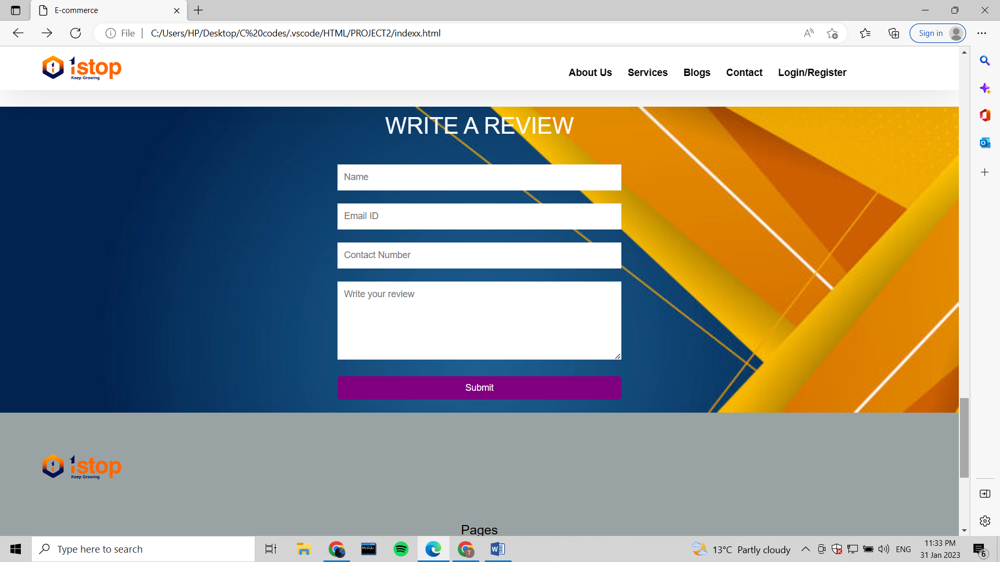 E-commerce
File
C:/Users/HP/Desktop/C%20codes/.vscode/HTML/PROJECT2/indexx.html
Sign in
1stop
Keep Growing
About Us Services Blogs Contact Login/Register
WRITE A REVIEW
Name
Email ID
Contact Number
Write your review
Submit
1stop
Keep Growing
Pages
Type here to search
MySQL
T
W
13°C Partly cloudy
ENG
11:33 PM
31 Jan 2023
6